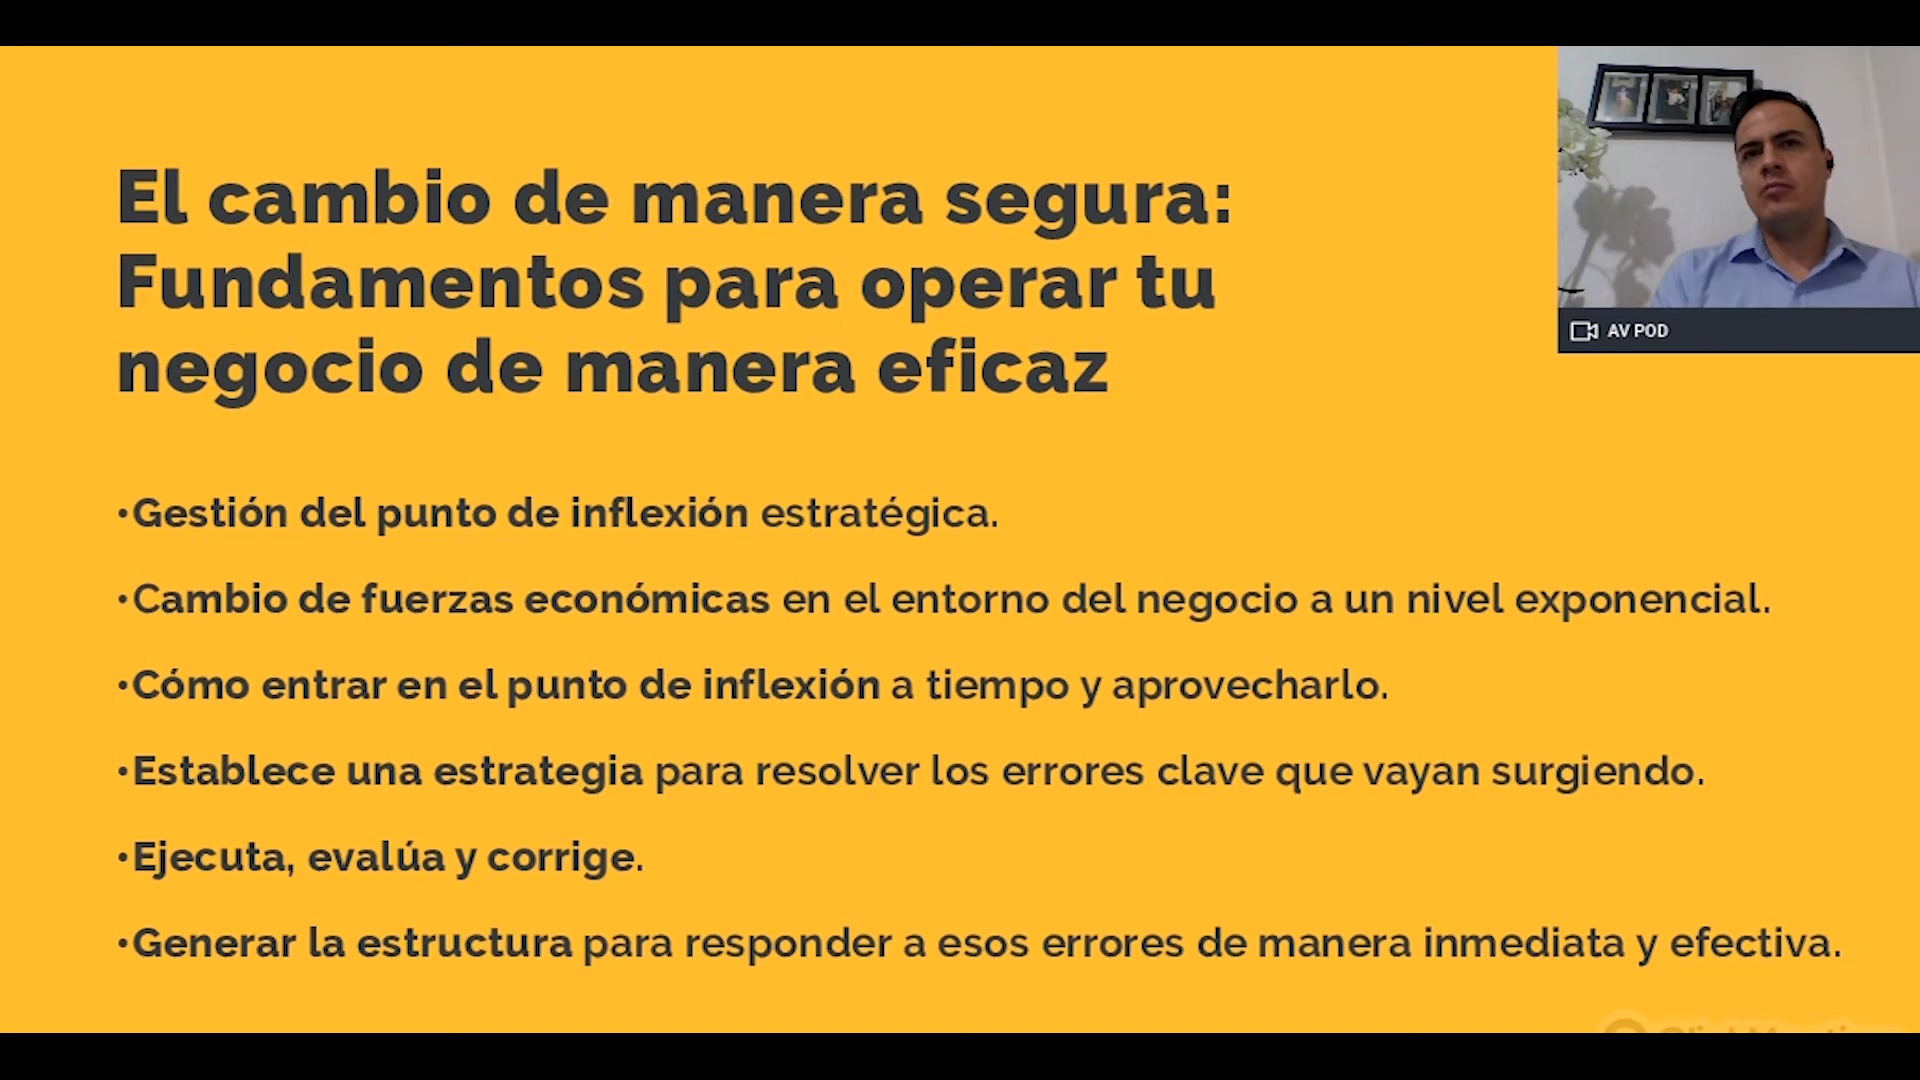 El cambio de manera segura:
Fundamentos para operar tu
negocio de manera eficaz
•Gestión del punto de inflexión estratégica.
•Cambio de fuerzas económicas en el entorno del negocio a un nivel exponencial.
•Cómo entrar en el punto de inflexión a tiempo y aprovecharlo.
•Establece una estrategia para resolver los errores clave que vayan surgiendo.
•Ejecuta, evalúa y corrige.
•Generar la estructura para responder a esos errores de manera inmediata y efectiva.
AV POD